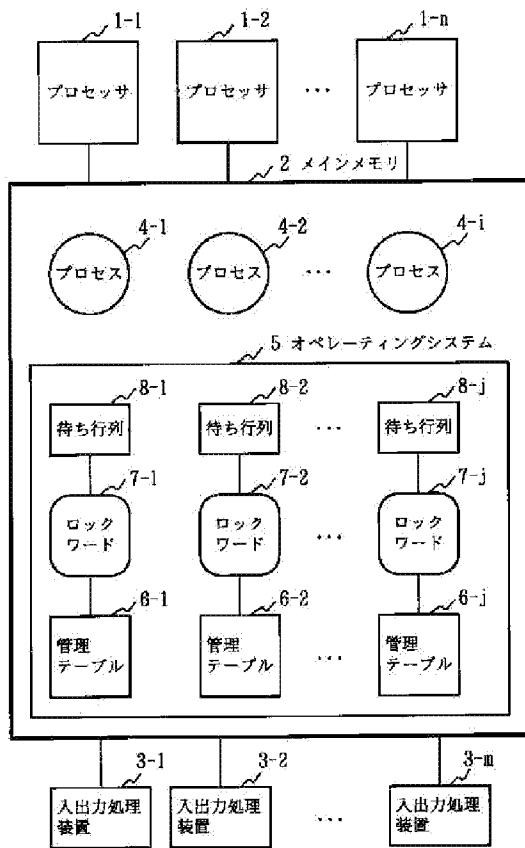 1-1 1-2 1-n
プロセッサ プロセッサ ... プロセッサ
2 メインメモリ
4-1 4-2 4-i
プロセス プロセス ... プロセス
5 オペレーティングシステム
8-1 8-2 8-j
待ち行列 待ち行列 ... 待ち行列
7-1 7-2 7-j
ロック ロック ロック
ワード ワード ... ワード
6-1 6-2 6-j
管理 管理 管理
テーブル テーブル ... テーブル
3-1 3-2 3-m
入出力処理 入出力処理 入出力処理
装置 装置 ... 装置